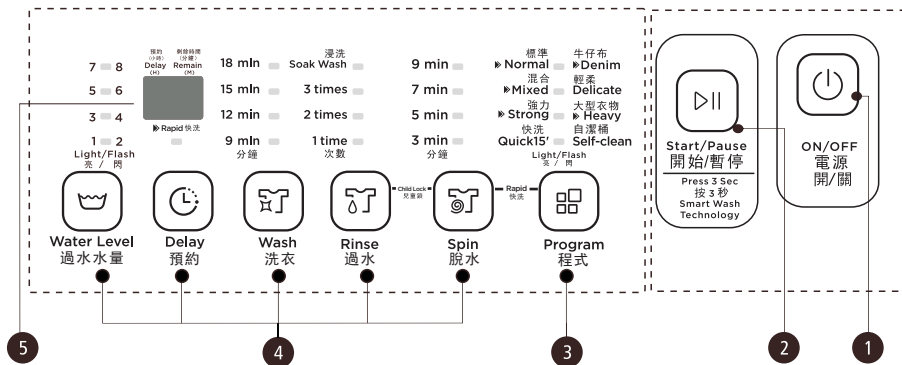 預約
(小時)
Delay
(H)
剩餘時間
(分鐘)
Remain
(M)
7 8
5 6
3 4
1 2
Light/Flash
亮 / 閃
Rapid 快洗
18 min
15 min
12 min
9 min
分鐘
浸洗
Soak Wash
3 times
2 times
1 time
次數
9 min
7 min
5 min
3 min
分鐘
標準
Normal
混合
Mixed
強力
Strong
快洗
Quick15'
牛仔布
Denim
輕柔
Delicate
大型衣物
Heavy
自潔桶
Self-clean
Light/Flash
亮 / 閃
Water Level
過水水量
Delay
預約
Wash
洗衣
Rinse
過水
Child Lock
兒童鎖
Spin
脫水
Rapid
快洗
Program
程式
Start/Pause
開始/暫停
Press 3 Sec
按 3 秒
Smart Wash
Technology
ON/OFF
電源
開/關
5
4
3
2
1